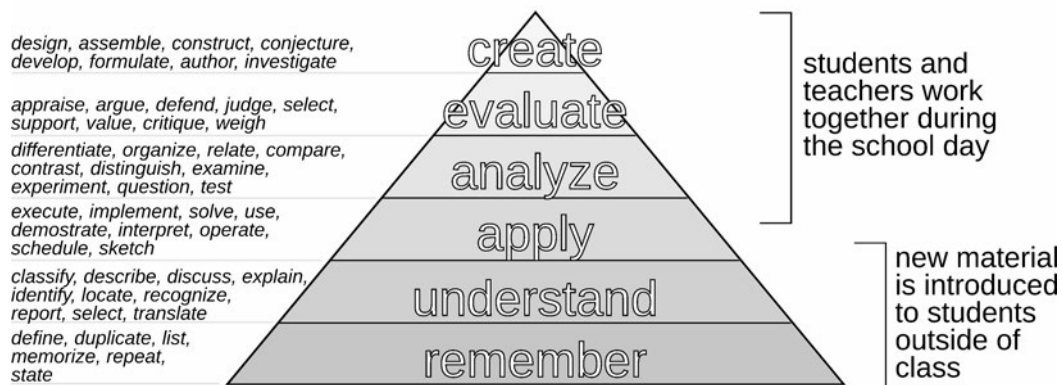 design, assemble, construct, conjecture,
develop, formulate, author, investigate
create
appraise, argue, defend, judge, select,
support, value, critique, weigh
evaluate
differentiate, organize, relate, compare,
contrast, distinguish, examine,
experiment, question, test
analyze
execute, implement, solve, use,
demostrate, interpret, operate,
schedule, sketch
apply
classify, describe, discuss, explain,
identify, locate, recognize,
report, select, translate
understand
define, duplicate, list,
memorize, repeat,
state
remember
students and
teachers work
together during
the school day
new material
is introduced
to students
outside of
class